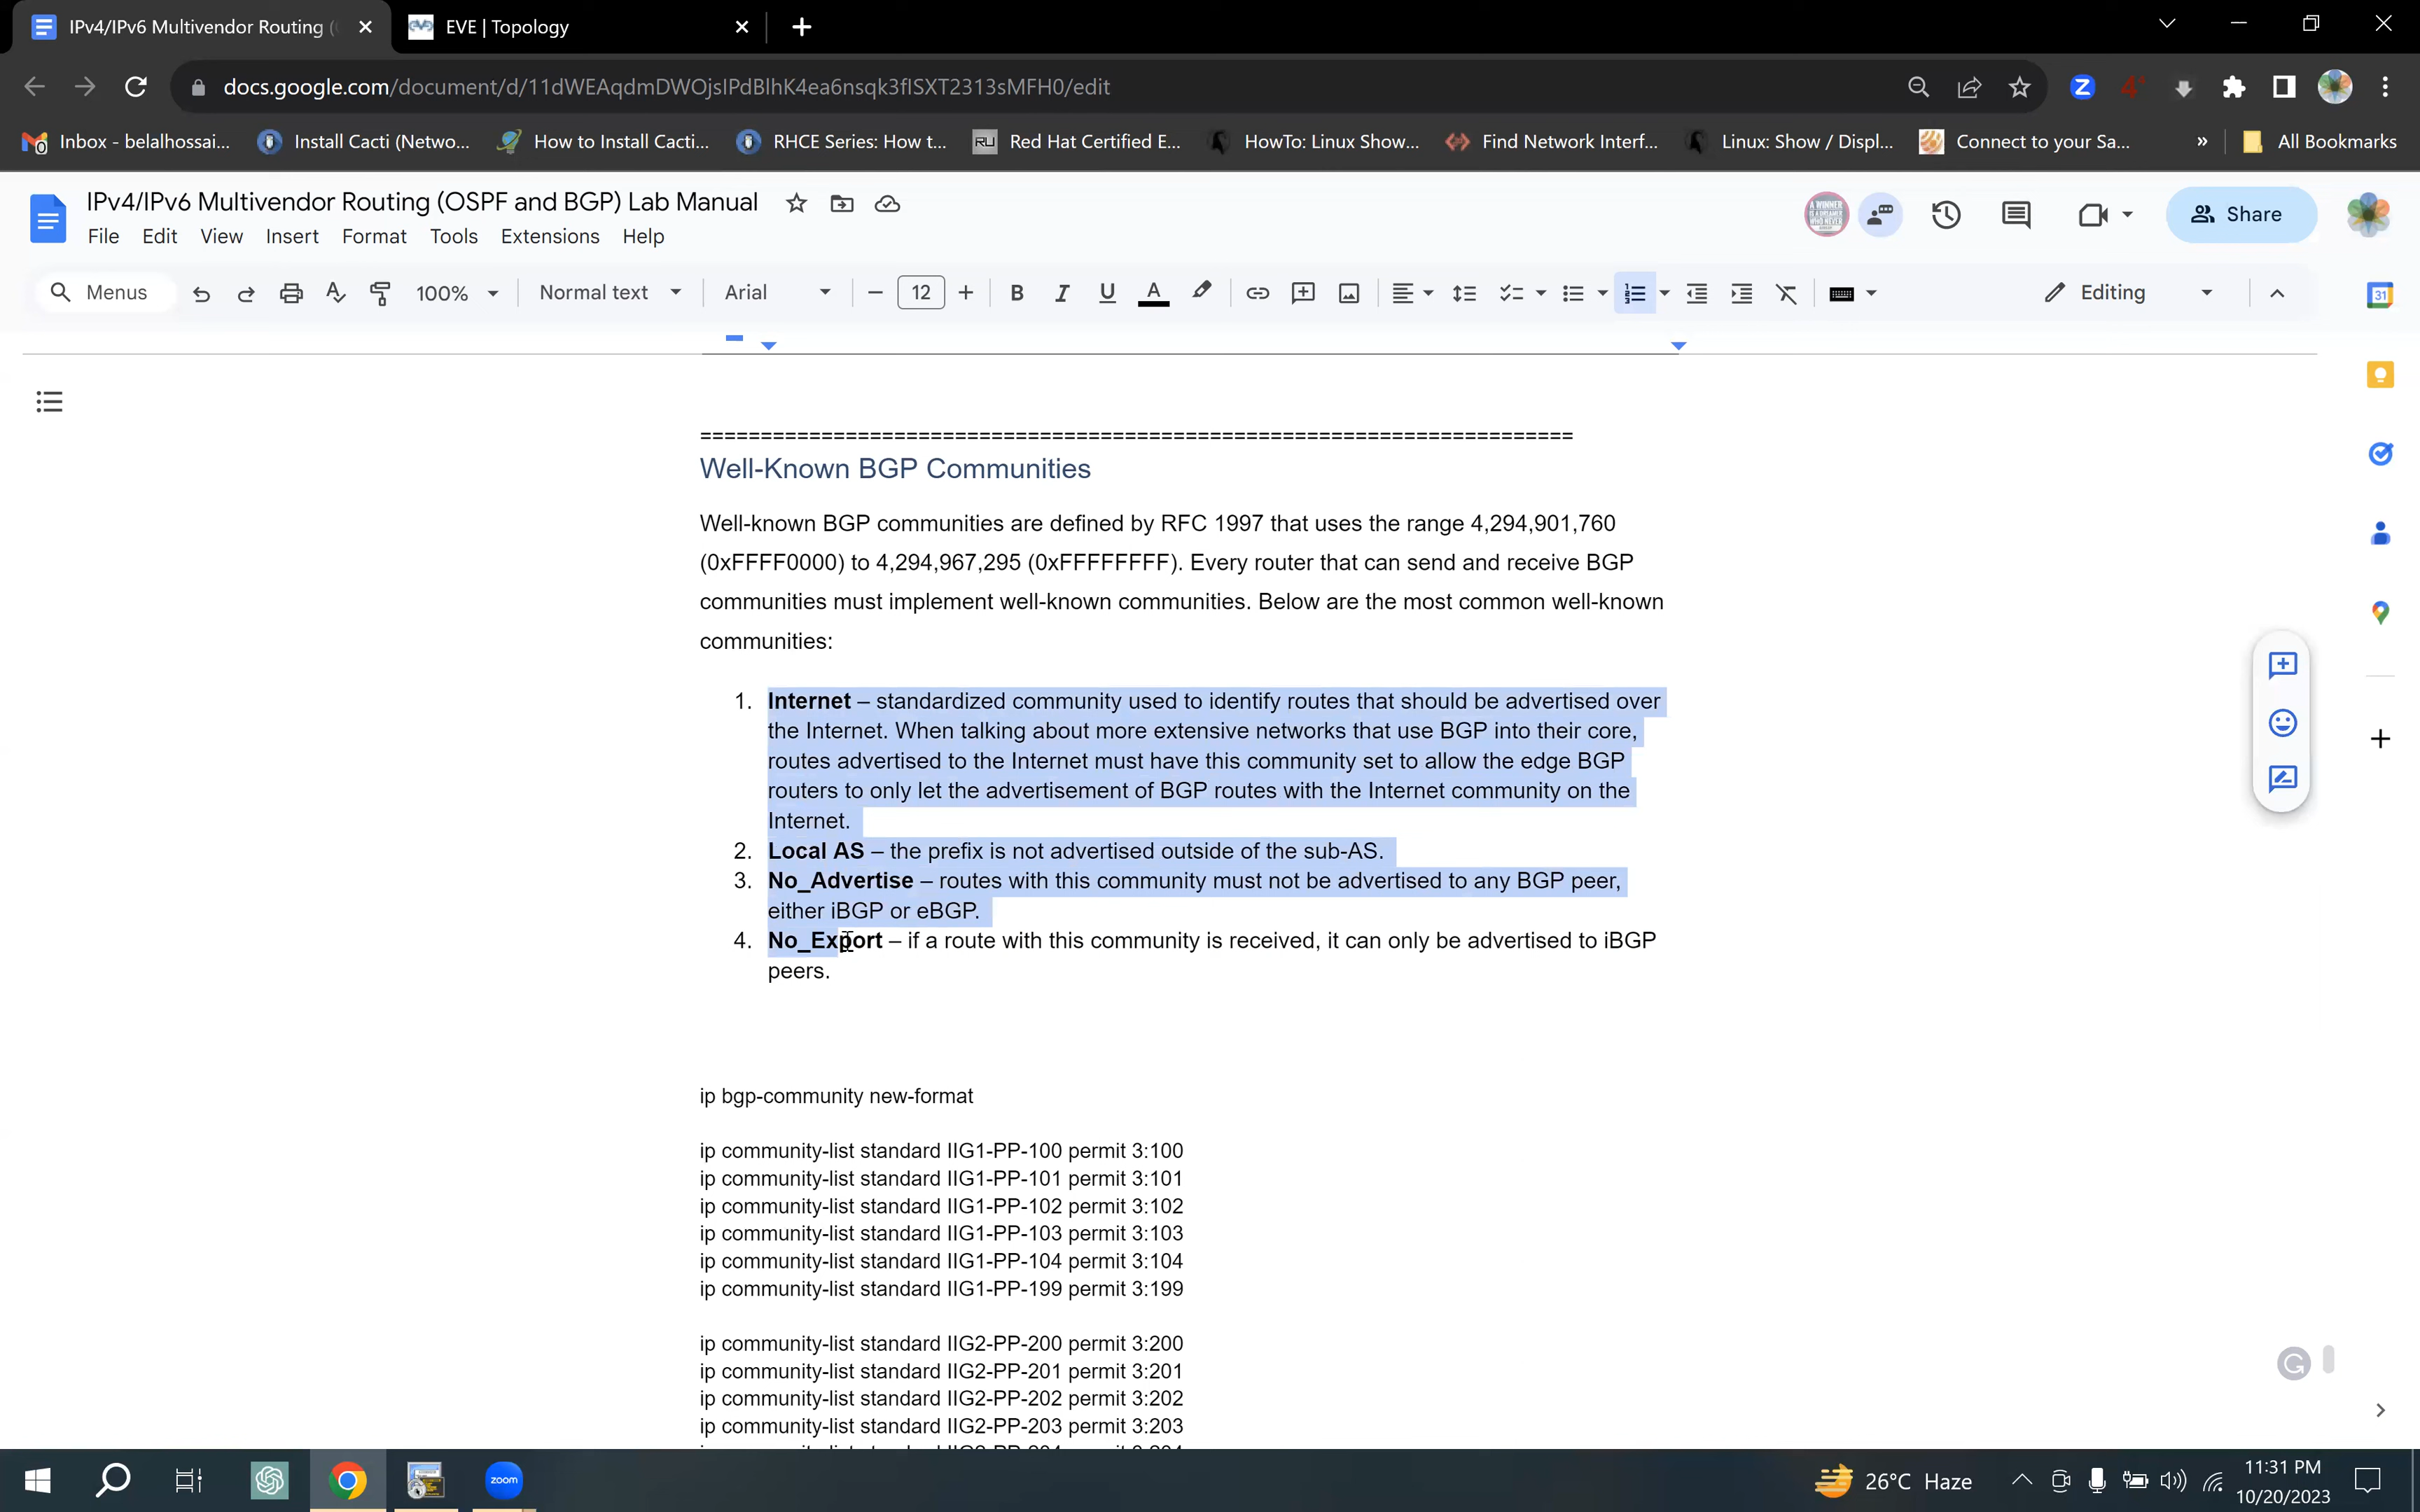 IPv4/IPv6 Multivendor Routing (
EVE | Topology
docs.google.com/document/d/11dWEAqdmDWOjsIPdBlhK4ea6nsqk3fISXT2313sMFH0/edit
Inbox - belalhossai...
Install Cacti (Netwo...
How to Install Cacti...
RHCE Series: How t...
Red Hat Certified E...
HowTo: Linux Show...
Find Network Interf...
Linux: Show / Displ...
Connect to your Sa...
»
All Bookmarks
IPv4/IPv6 Multivendor Routing (OSPF and BGP) Lab Manual
File Edit View Insert Format Tools Extensions Help
Share
Menus
100%
Normal text
Arial
12
Editing
========================================================================
Well-Known BGP Communities
Well-known BGP communities are defined by RFC 1997 that uses the range 4,294,901,760
(0xFFFF0000) to 4,294,967,295 (0xFFFFFFFF). Every router that can send and receive BGP
communities must implement well-known communities. Below are the most common well-known
communities:
1. Internet – standardized community used to identify routes that should be advertised over
the Internet. When talking about more extensive networks that use BGP into their core,
routes advertised to the Internet must have this community set to allow the edge BGP
routers to only let the advertisement of BGP routes with the Internet community on the
Internet.
2. Local AS – the prefix is not advertised outside of the sub-AS.
3. No_Advertise – routes with this community must not be advertised to any BGP peer,
either iBGP or eBGP.
4. No_Export – if a route with this community is received, it can only be advertised to iBGP
peers.
ip bgp-community new-format
ip community-list standard IIG1-PP-100 permit 3:100
ip community-list standard IIG1-PP-101 permit 3:101
ip community-list standard IIG1-PP-102 permit 3:102
ip community-list standard IIG1-PP-103 permit 3:103
ip community-list standard IIG1-PP-104 permit 3:104
ip community-list standard IIG1-PP-199 permit 3:199
ip community-list standard IIG2-PP-200 permit 3:200
ip community-list standard IIG2-PP-201 permit 3:201
ip community-list standard IIG2-PP-202 permit 3:202
ip community-list standard IIG2-PP-203 permit 3:203
zoom
26°C Haze
11:31 PM
10/20/2023